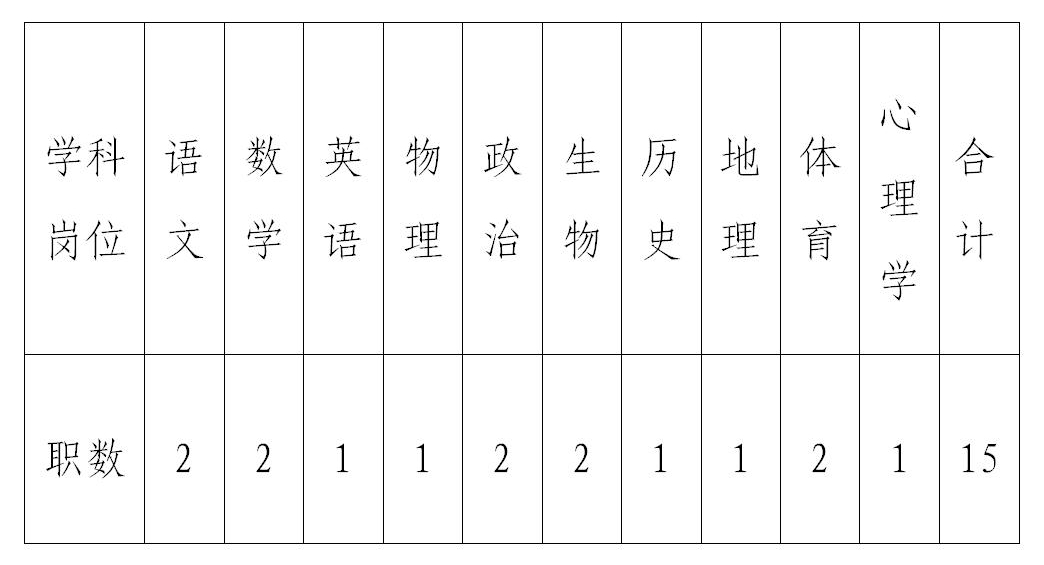 学科岗位 语文 数学 英语 物理 政治 生物 历史 地理 体育 心理学 合计
职数 2 2 1 1 2 2 1 1 2 1 15